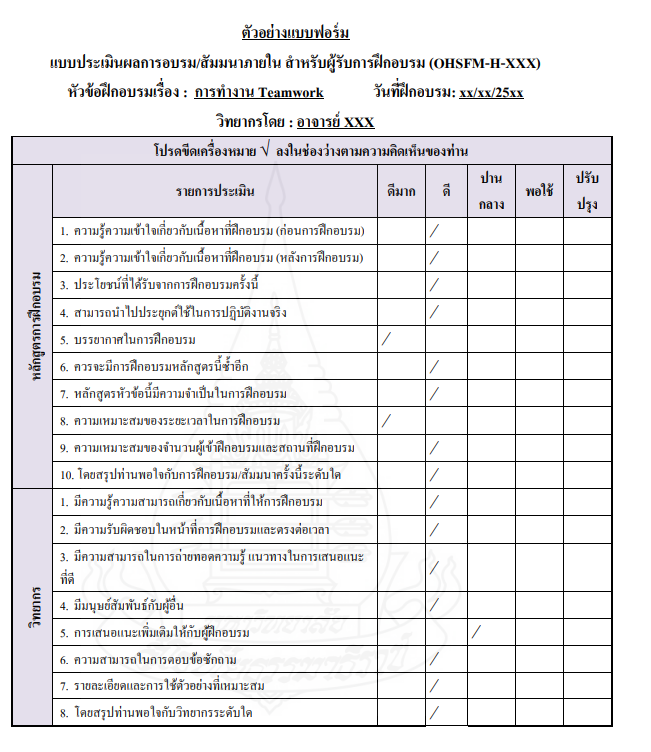 ตัวอย่างแบบฟอร์ม
แบบประเมินผลการอบรม/สัมมนาภายใน สำหรับผู้รับการฝึกอบรม (OHSFM-H-XXX)
หัวข้อฝึกอบรมเรื่อง : การทำงาน Teamwork วันที่ฝึกอบรม: xx/xx/25xx
วิทยากรโดย : อาจารย์ XXX
โปรดขีดเครื่องหมาย √ ลงในช่องว่างตามความคิดเห็นของท่าน
หลักสูตรการฝึกอบรม
รายการประเมิน ดีมาก ดี ปานกลาง พอใช้ ปรับปรุง
1. ความรู้ความเข้าใจเกี่ยวกับเนื้อหาที่ฝึกอบรม (ก่อนการฝึกอบรม) /
2. ความรู้ความเข้าใจเกี่ยวกับเนื้อหาที่ฝึกอบรม (หลังการฝึกอบรม) /
3. ประโยชน์ที่ได้รับจากการฝึกอบรมครั้งนี้ /
4. สามารถนำไปประยุกต์ใช้ในการปฏิบัติงานจริง /
5. บรรยากาศในการฝึกอบรม /
6. ควรจะมีการฝึกอบรมหลักสูตรนี้ซ้ำอีก /
7. หลักสูตรหัวข้อนี้มีความจำเป็นในการฝึกอบรม /
8. ความเหมาะสมของระยะเวลาในการฝึกอบรม /
9. ความเหมาะสมของจำนวนผู้เข้าฝึกอบรมและสถานที่ฝึกอบรม /
10. โดยสรุปท่านพอใจกับการฝึกอบรม/สัมมนาครั้งนี้ระดับใด /
วิทยากร
1. มีความรู้ความสามารถเกี่ยวกับเนื้อหาที่ให้การฝึกอบรม /
2. มีความรับผิดชอบในหน้าที่การฝึกอบรมและตรงต่อเวลา /
3. มีความสามารถในการถ่ายทอดความรู้ แนวทางในการเสนอแนะ
ที่ดี /
4. มีมนุษย์สัมพันธ์กับผู้อื่น /
5. การเสนอแนะเพิ่มเติมให้กับผู้ฝึกอบรม /
6. ความสามารถในการตอบข้อซักถาม /
7. รายละเอียดและการใช้ตัวอย่างที่เหมาะสม /
8. โดยสรุปท่านพอใจกับวิทยากรระดับใด /